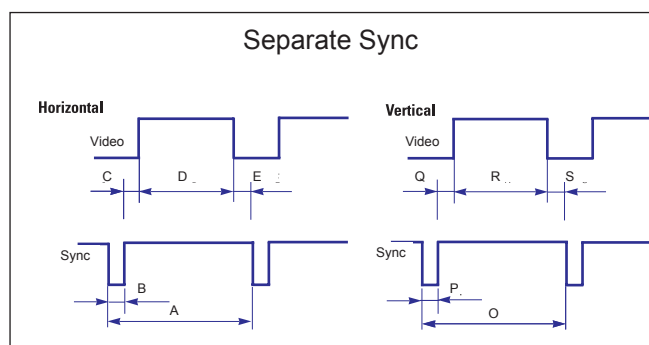 Separate Sync
Horizontal
Video
C D E
Sync
B
A
Vertical
Video
Q R S
Sync
P
O